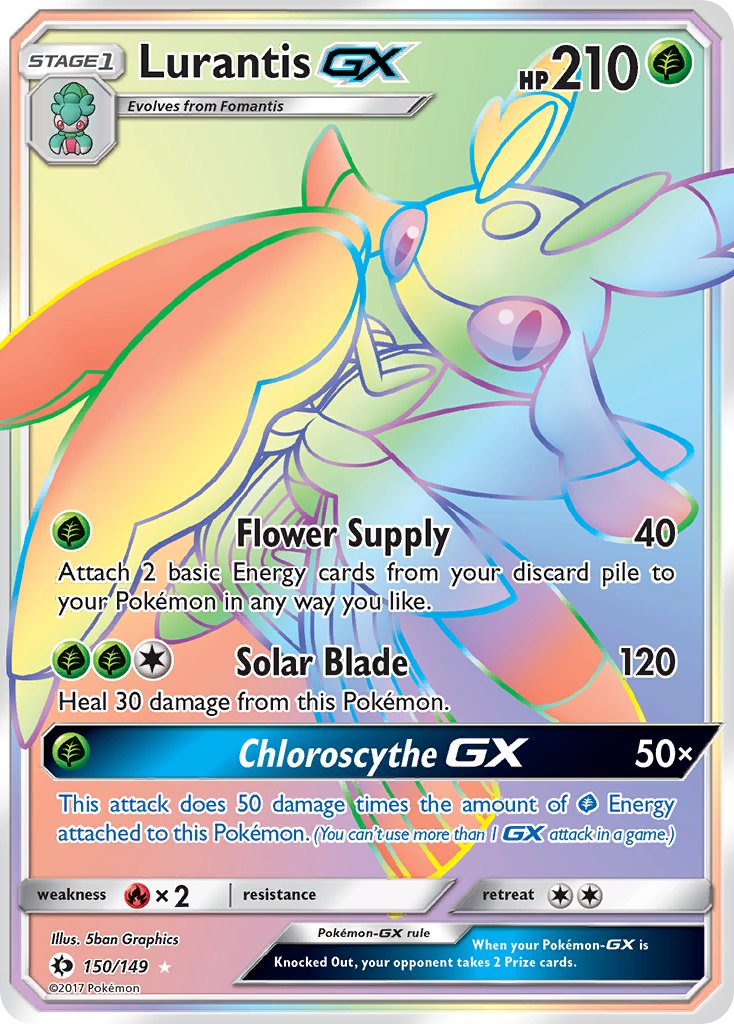 STAGE 1 Lurantis GX HP 210
Evolves from Fomantis
Flower Supply 40
Attach 2 basic Energy cards from your discard pile to
your Pokémon in any way you like.
Solar Blade 120
Heal 30 damage from this Pokémon.
Chloroscythe GX 50×
This attack does 50 damage times the amount of Energy
attached to this Pokémon. (You can't use more than 1 GX attack in a game.)
weakness × 2 resistance retreat
Illus. 5ban Graphics
150/149
©2017 Pokémon
Pokémon-GX rule
When your Pokémon-GX is
Knocked Out, your opponent takes 2 Prize cards.